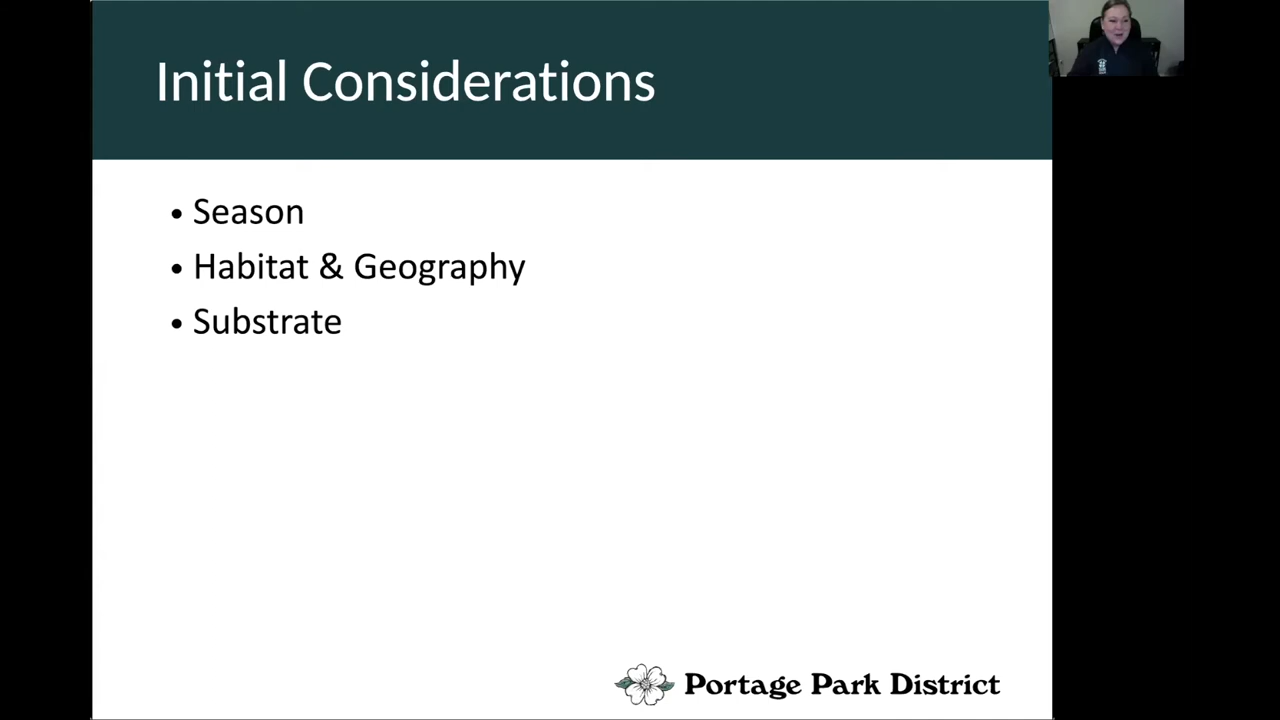 Initial Considerations
• Season
• Habitat & Geography
• Substrate
Portage Park District